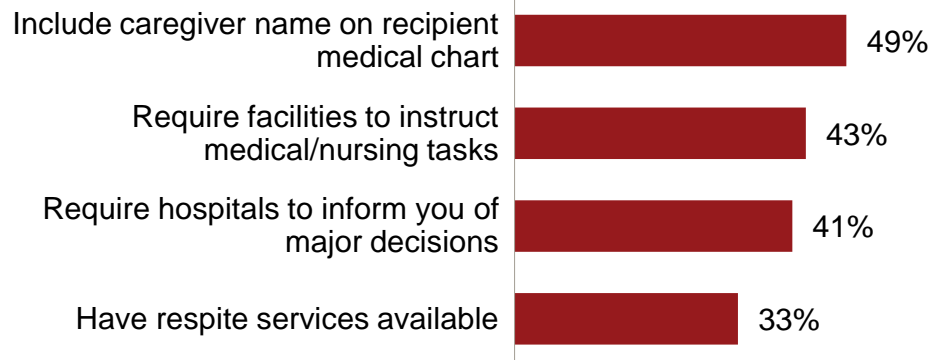 Include caregiver name on recipient
medical chart
49%
Require facilities to instruct
medical/nursing tasks
43%
Require hospitals to inform you of
major decisions
41%
Have respite services available
33%